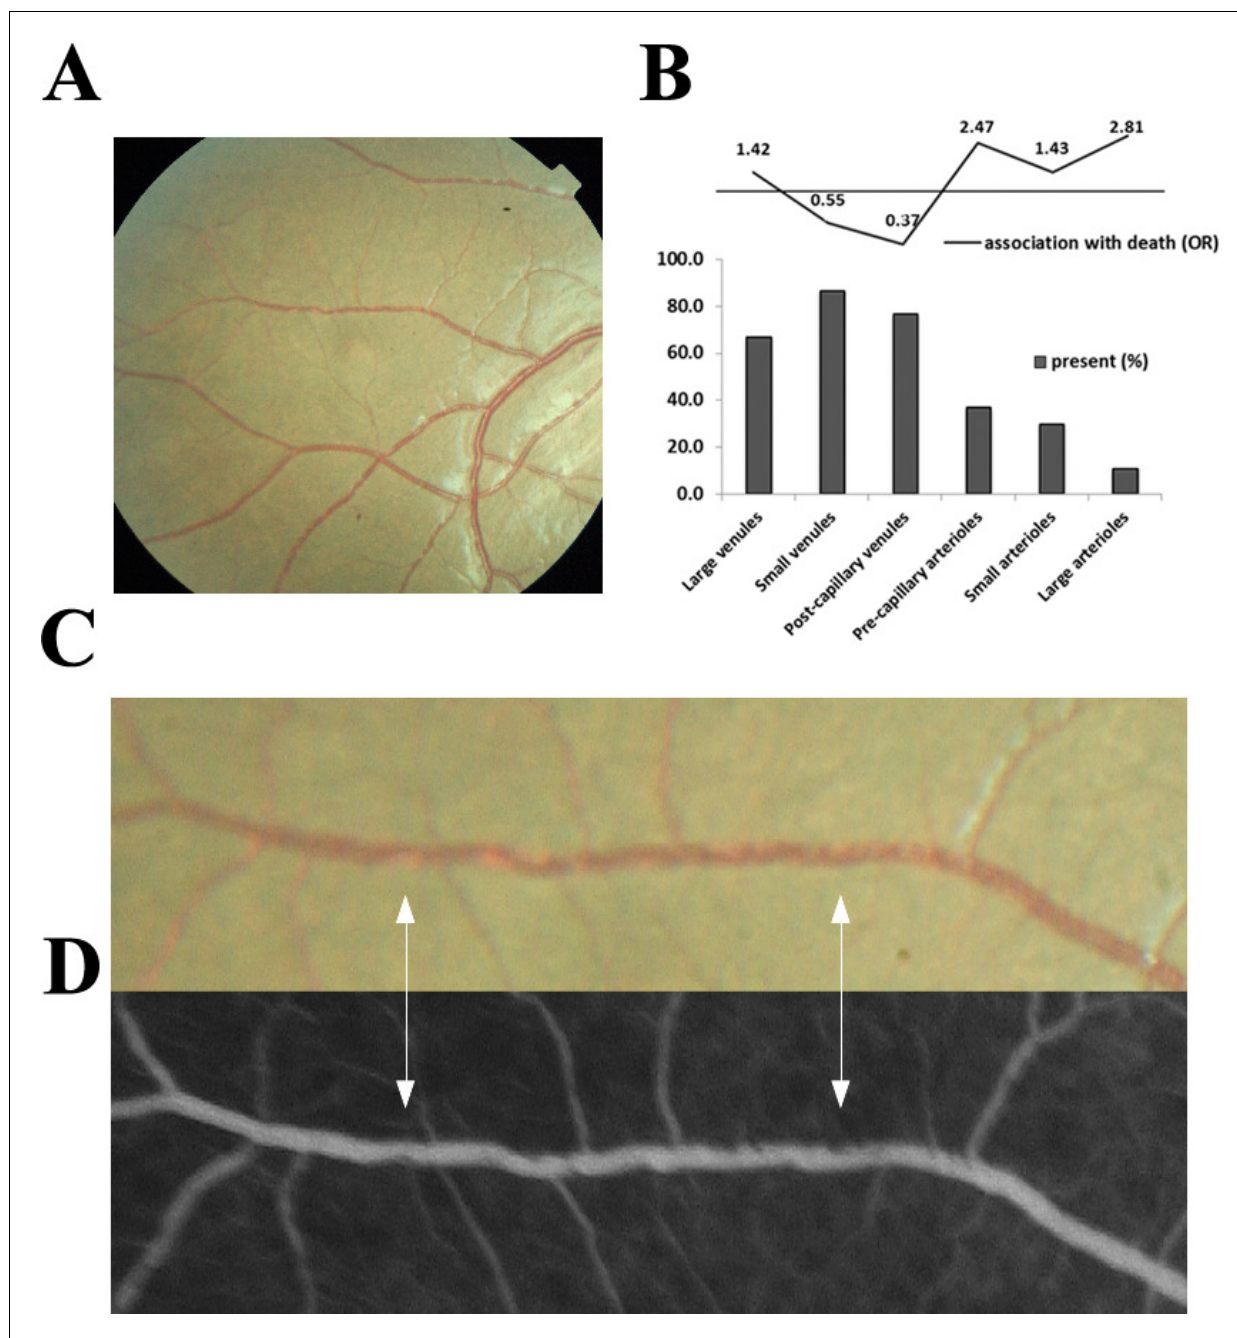 A
B
1.42
0.55
0.37
2.47
1.43
2.81
association with death (OR)
100.0
80.0
60.0
40.0
20.0
0.0
present (%)
Large venules
Small venules
Post-capillary venules
Pre-capillary arterioles
Small arterioles
Large arterioles
C
D